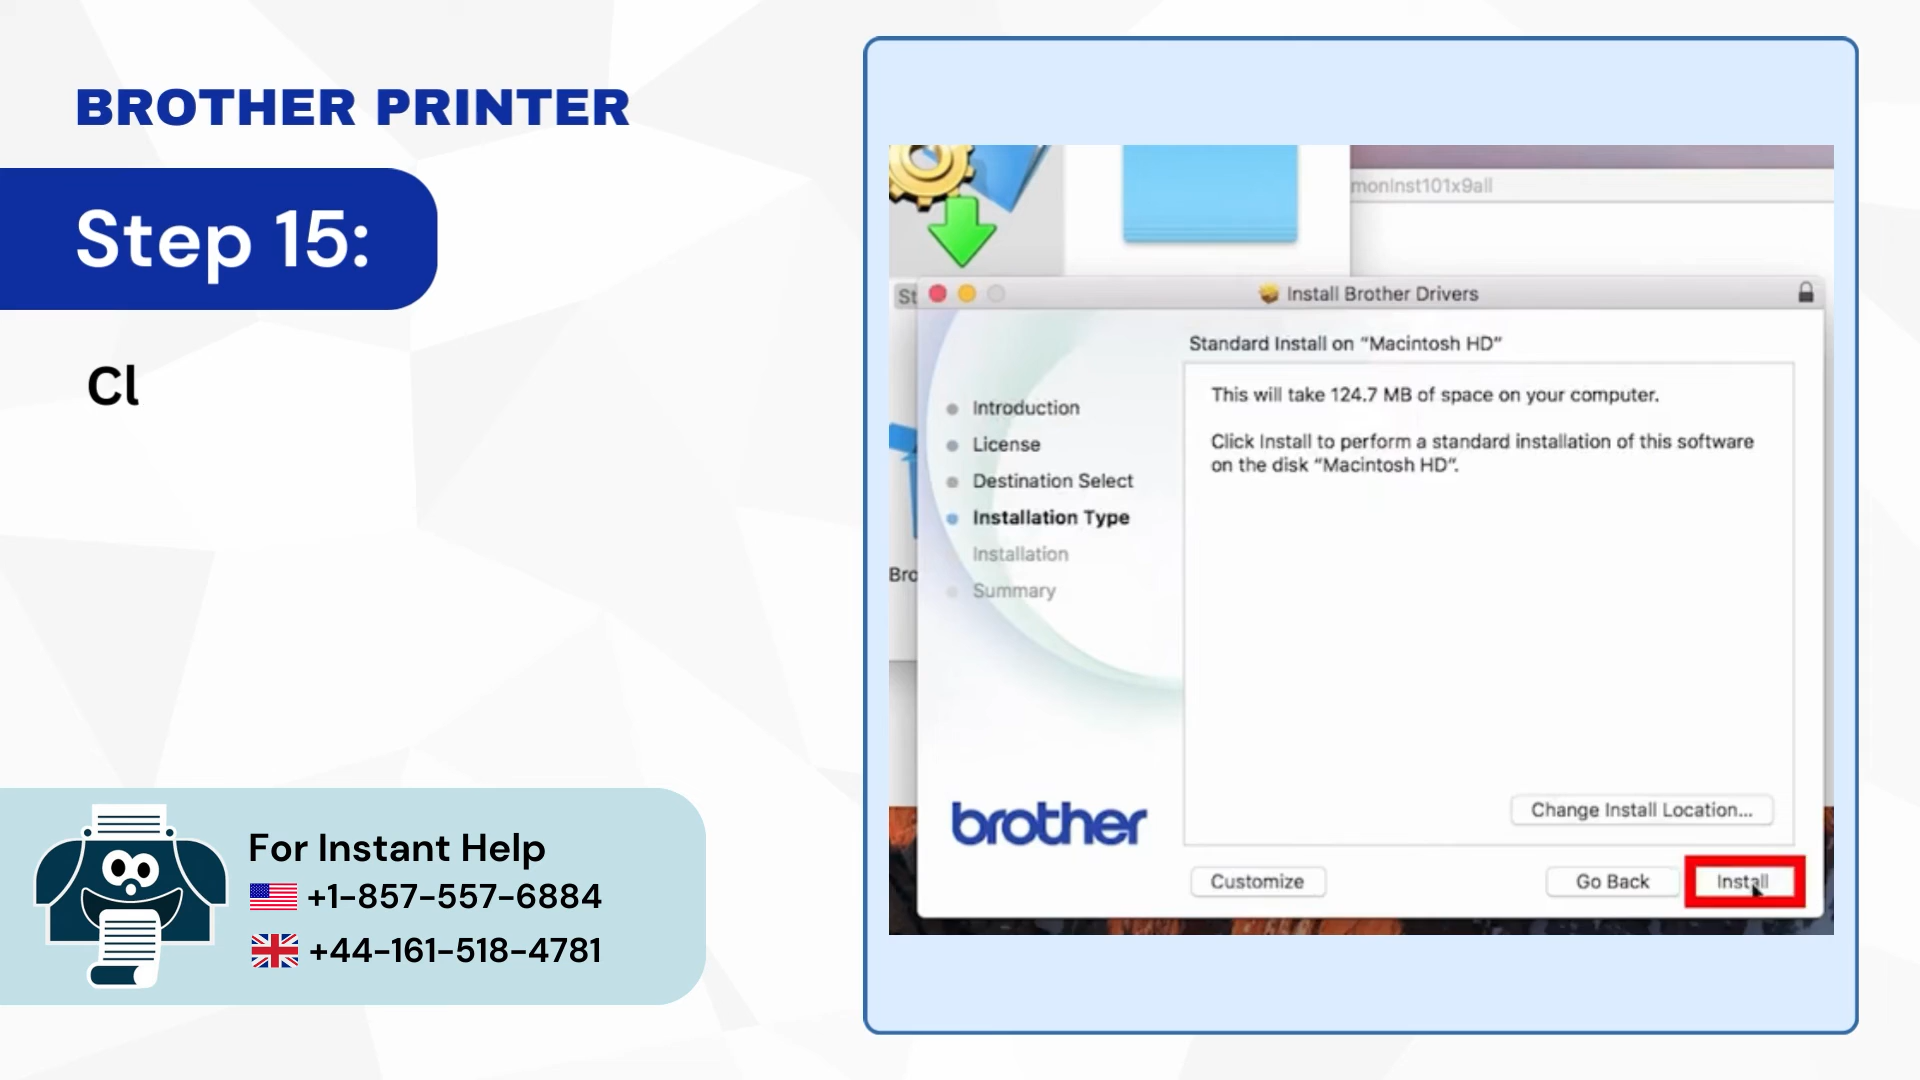 BROTHER PRINTER
Step 15:
Cl
For Instant Help
+1-857-557-6884
+44-161-518-4781
moninst101x9all
St
Install Brother Drivers
Standard Install on “Macintosh HD”
This will take 124.7 MB of space on your computer.
Click Install to perform a standard installation of this software
on the disk “Macintosh HD”.
Introduction
License
Destination Select
Installation Type
Installation
Summary
Bro
brother
Change Install Location...
Customize
Go Back
Install